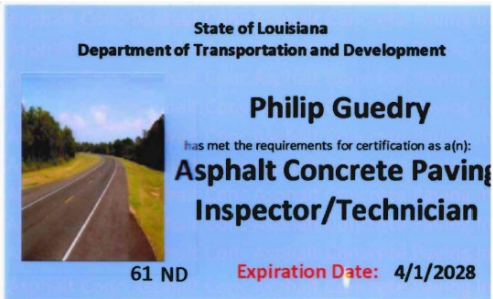 State of Louisiana
Department of Transportation and Development
Philip Guedry
has met the requirements for certification as a(n):
Asphalt Concrete Paving
Inspector/Technician
61 ND
Expiration Date: 4/1/2028